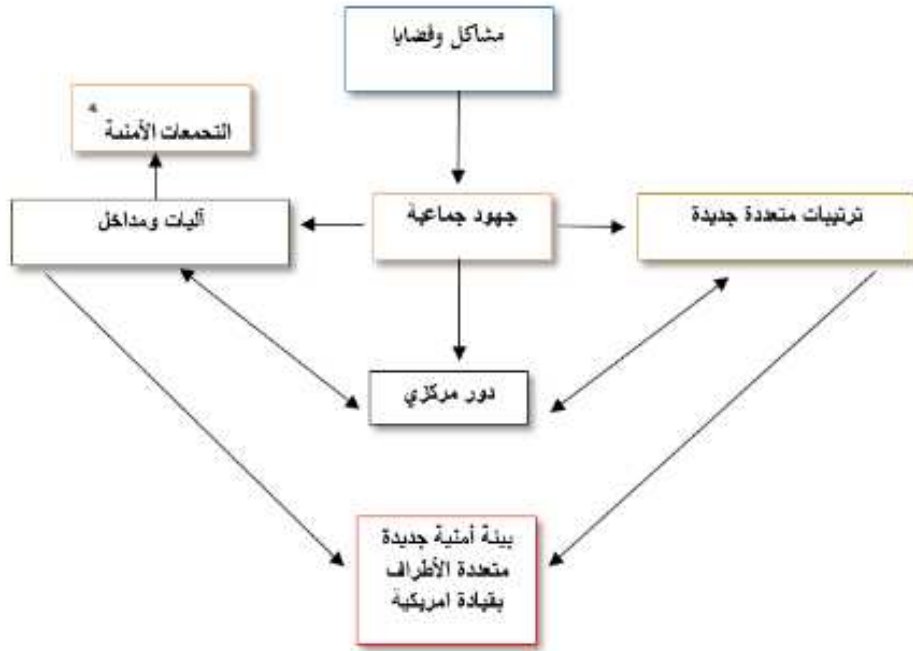 مشاكل وقضايا
التجمعات الأمنية
آليات ومداخل
جهود جماعية
ترتيبات متعددة جديدة
دور مركزي
بيئة أمنية جديدة
متعددة الأطراف
بقيادة امريكية